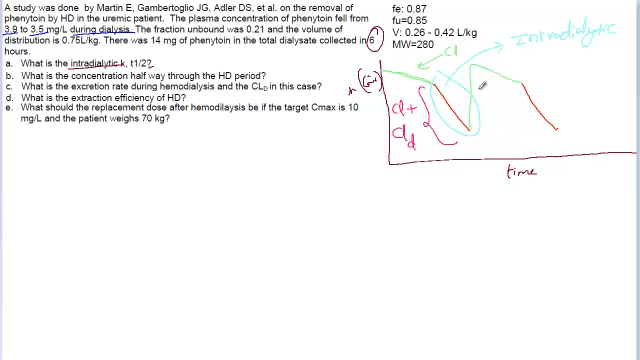 A study was done by Martin E, Gambertoglio JG, Adler DS, et al. on the removal of
phenytoin by HD in the uremic patient. The plasma concentration of phenytoin fell from
3.9 to 3.5 mg/L during dialysis. The fraction unbound was 0.21 and the volume of
distribution is 0.75L/kg. There was 14 mg of phenytoin in the total dialysate collected in 6
hours.
a. What is the intradialytic k, t1/2?
b. What is the concentration half way through the HD period?
c. What is the excretion rate during hemodialysis and the CLD in this case?
d. What is the extraction efficiency of HD?
e. What should the replacement dose after hemodilaysis be if the target Cmax is 10
mg/L and the patient weighs 70 kg?
fe: 0.87
fu=0.85
V: 0.26 - 0.42 L/kg
MW=280
Intradialytic
Cl
Cl +
Cld
time